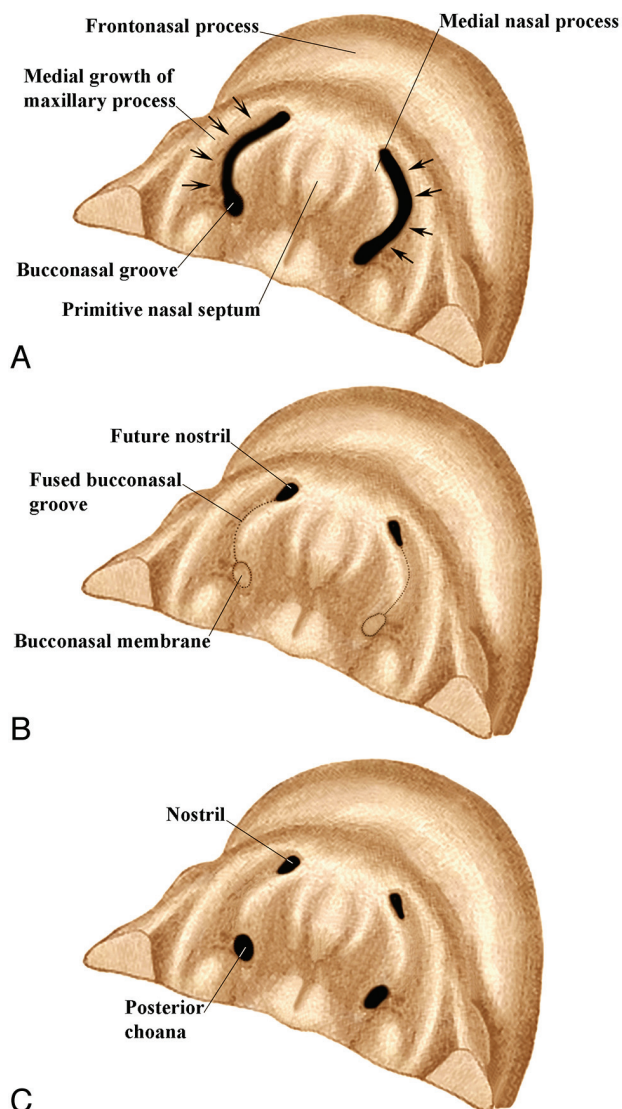 Frontonasal process
Medial nasal process
Medial growth of
maxillary process
Bucconasal groove
Primitive nasal septum
A
Future nostril
Fused bucconasal
groove
Bucconasal membrane
B
Nostril
Posterior
choana
C